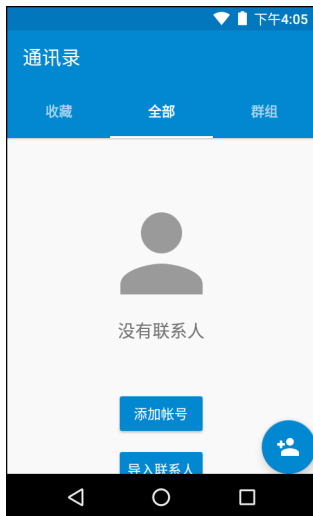 下午4:05
通讯录
收藏 全部 群组
没有联系人
添加帐号
导入联系人